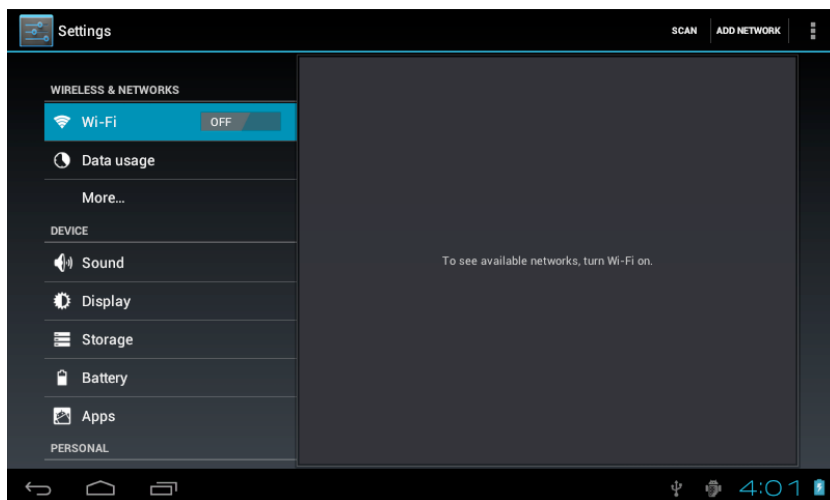 Settings
SCAN
ADD NETWORK
WIRELESS & NETWORKS
Wi-Fi
OFF
Data usage
More...
DEVICE
Sound
Display
Storage
Battery
Apps
PERSONAL
To see available networks, turn Wi-Fi on.
4:01